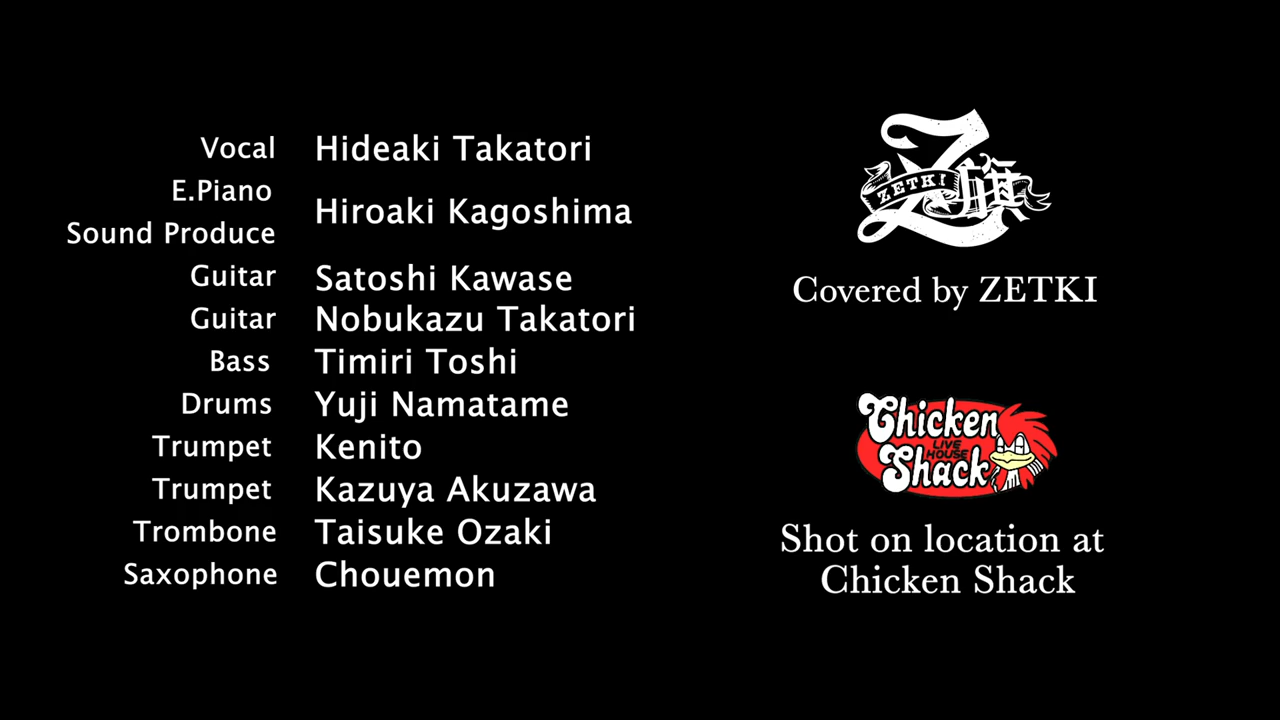 Vocal Hideaki Takatori
E.Piano
Sound Produce Hiroaki Kagoshima
Guitar Satoshi Kawase
Guitar Nobukazu Takatori
Bass Timiri Toshi
Drums Yuji Namatame
Trumpet Kenito
Trumpet Kazuya Akuzawa
Trombone Taisuke Ozaki
Saxophone Chouemon
Z旗
ZETKI
Covered by ZETKI
Chicken
LIVE
HOUSE
Shack
Shot on location at
Chicken Shack